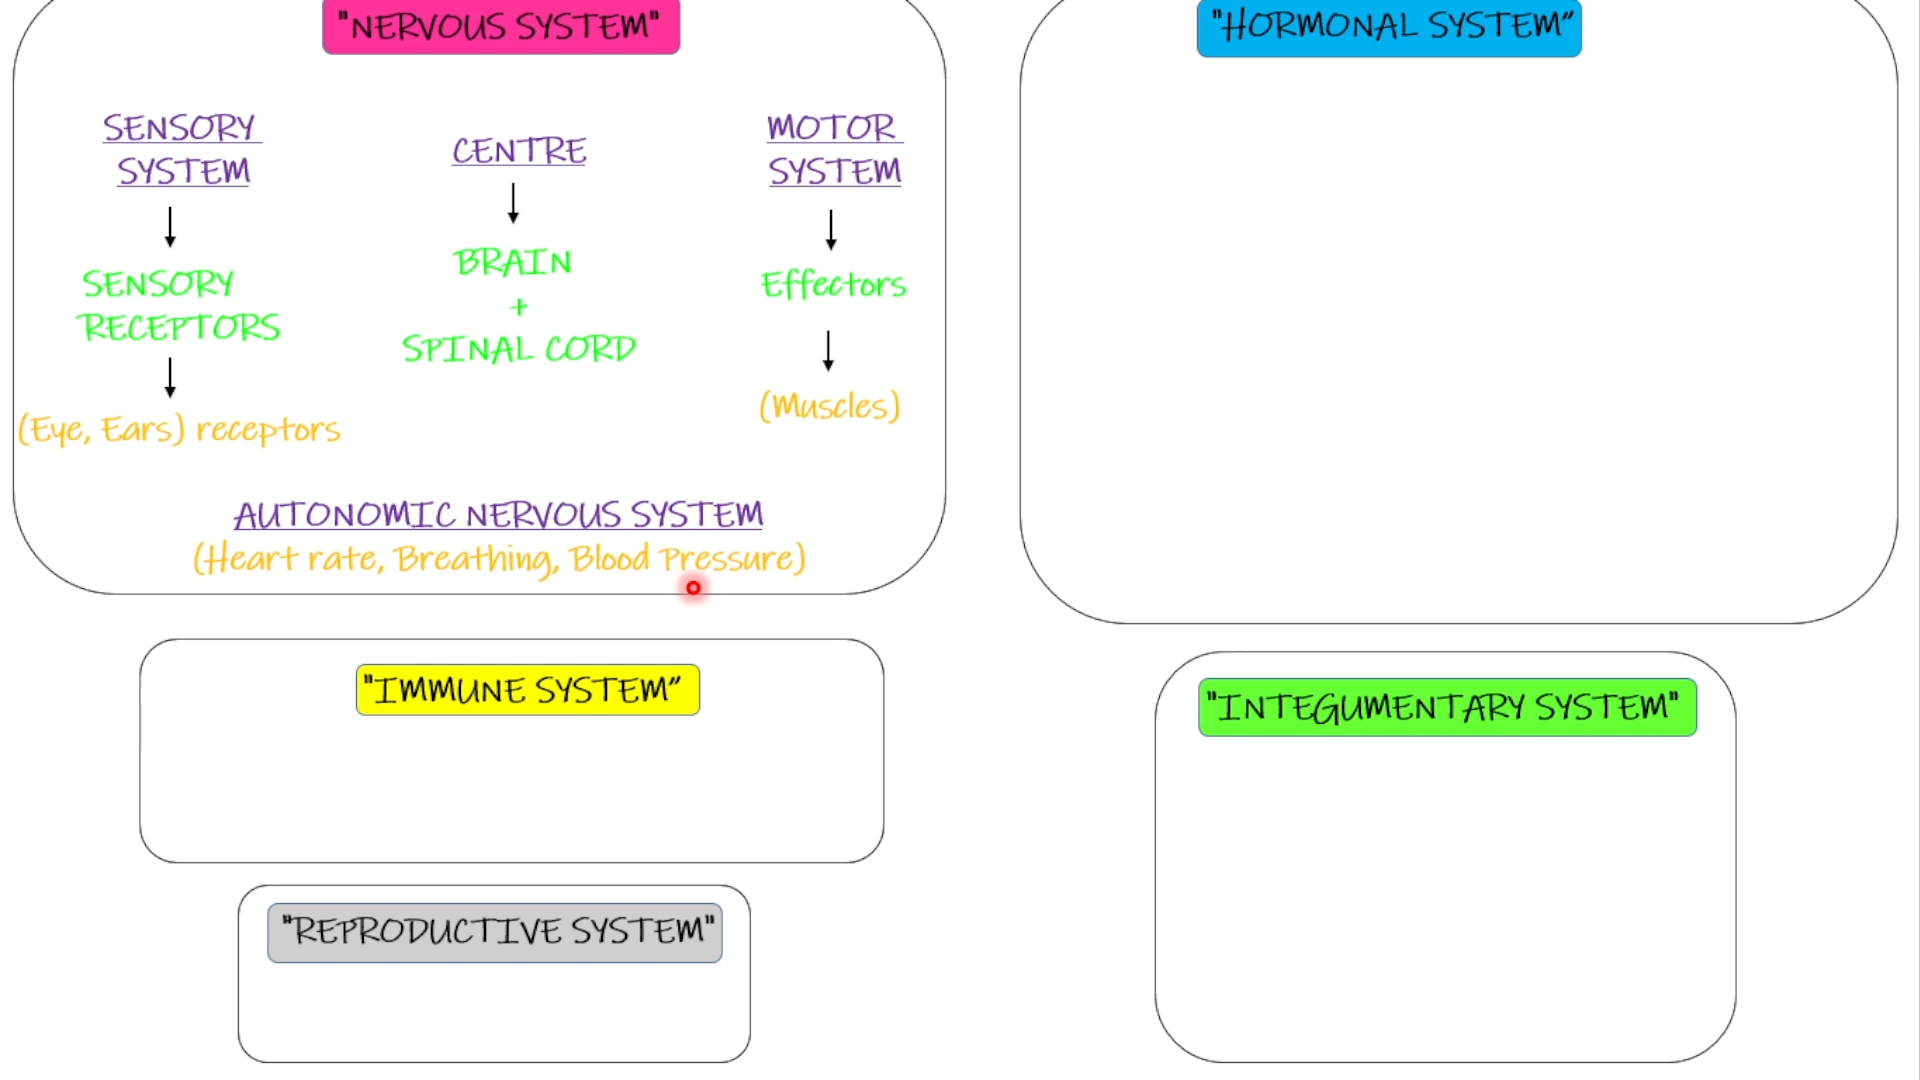 "NERVOUS SYSTEM"
SENSORY
SYSTEM
CENTRE
MOTOR
SYSTEM
SENSORY
RECEPTORS
BRAIN
+
SPINAL CORD
Effectors
(Eye, Ears) receptors
(Muscles)
AUTONOMIC NERVOUS SYSTEM
(Heart rate, Breathing, Blood Pressure)
"HORMONAL SYSTEM”
"IMMUNE SYSTEM”
"INTEGUMENTARY SYSTEM"
"REPRODUCTIVE SYSTEM"